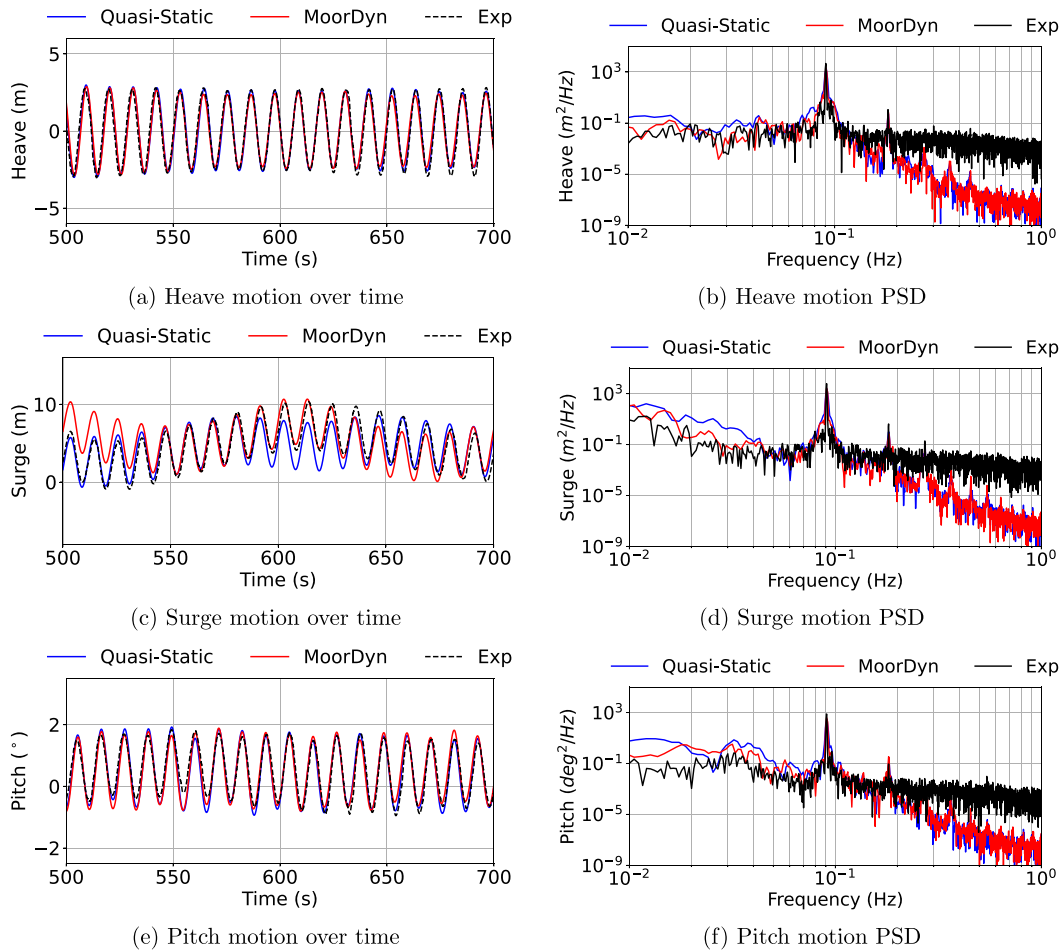 Quasi-Static MoorDyn Exp
5
0
−5
Heave (m)
500 550 600 650 700
Time (s)
(a) Heave motion over time
Quasi-Static MoorDyn Exp
10³
10⁻¹
10⁻⁵
10⁻⁹
Heave (m²/Hz)
10⁻² 10⁻¹ 10⁰
Frequency (Hz)
(b) Heave motion PSD
Quasi-Static MoorDyn Exp
10
0
Surge (m)
500 550 600 650 700
Time (s)
(c) Surge motion over time
Quasi-Static MoorDyn Exp
10³
10⁻¹
10⁻⁵
10⁻⁹
Surge (m²/Hz)
10⁻² 10⁻¹ 10⁰
Frequency (Hz)
(d) Surge motion PSD
Quasi-Static MoorDyn Exp
2
0
−2
Pitch (°)
500 550 600 650 700
Time (s)
(e) Pitch motion over time
Quasi-Static MoorDyn Exp
10³
10⁻¹
10⁻⁵
10⁻⁹
Pitch (deg²/Hz)
10⁻² 10⁻¹ 10⁰
Frequency (Hz)
(f) Pitch motion PSD